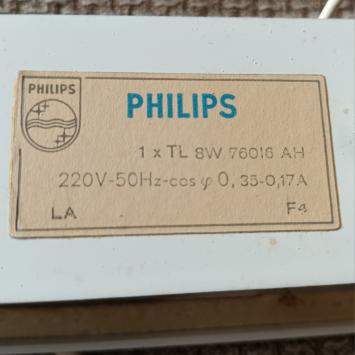 PHILIPS
PHILIPS
1 x TL 8W 76016 AH
220V-50Hz-cos φ 0, 35-0,17A
LA F4